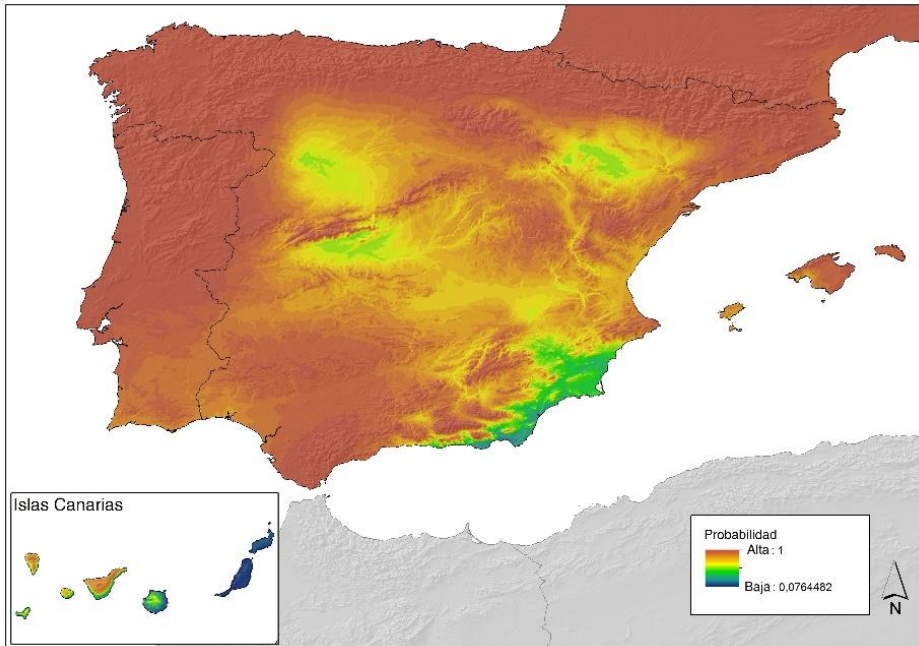 Islas Canarias
Probabilidad
Alta : 1
Baja : 0,0764482
N